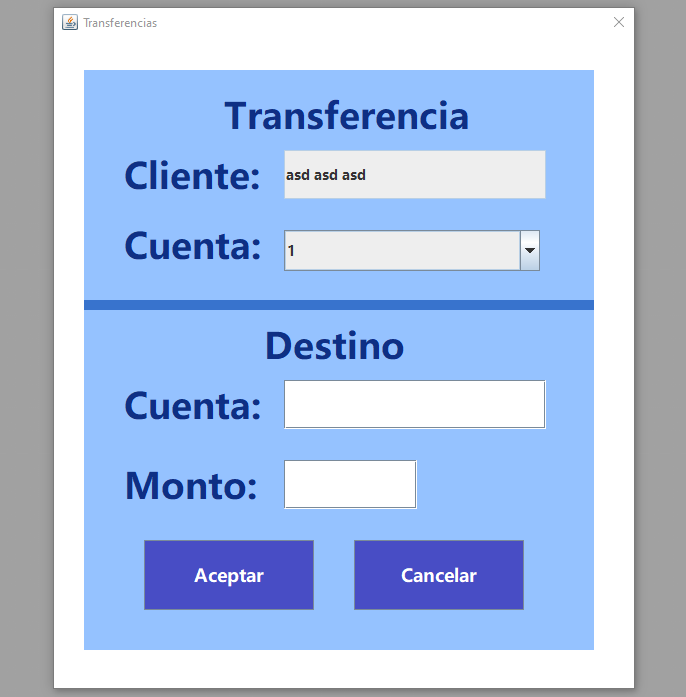 Transferencias
Transferencia
Cliente: asd asd asd
Cuenta: 1
Destino
Cuenta:
Monto:
Aceptar Cancelar